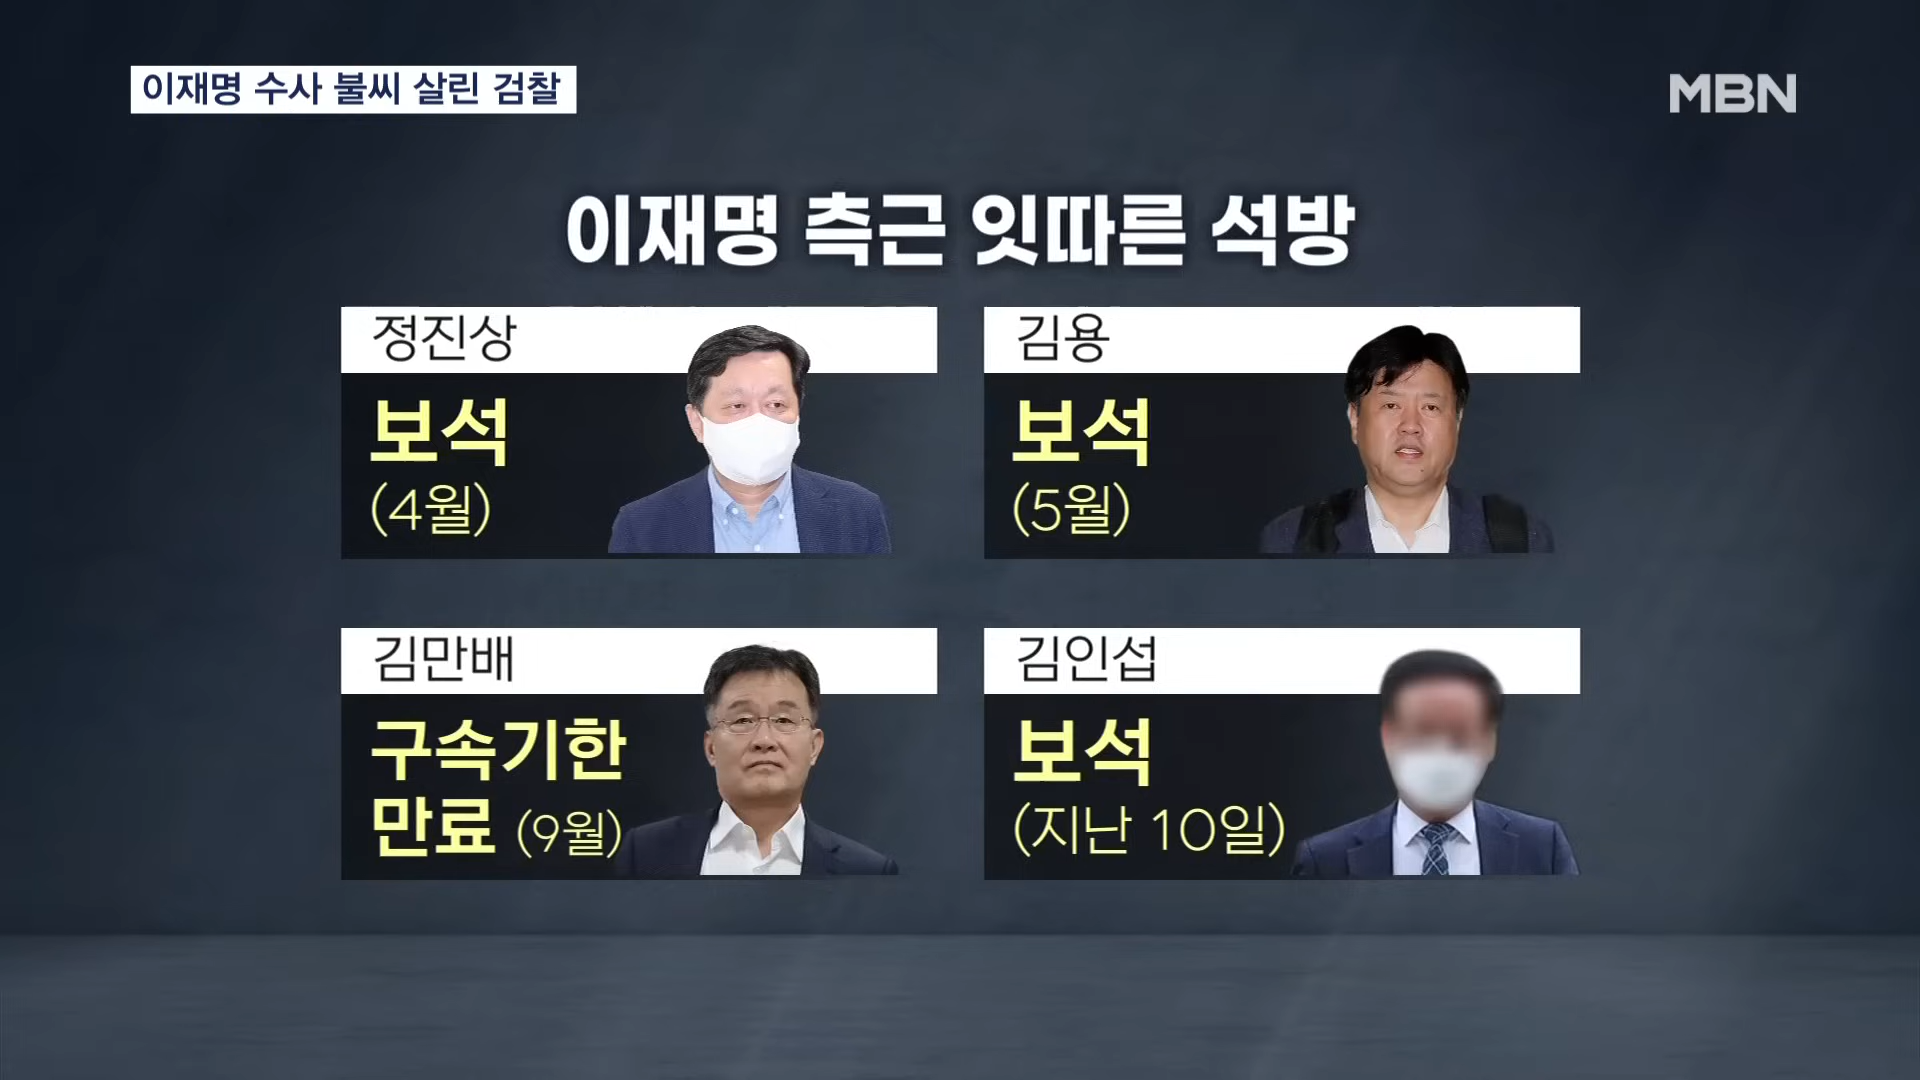 이재명 수사 불씨 살린 검찰
MBN
이재명 측근 잇따른 석방
정진상
보석
(4월)
김용
보석
(5월)
김만배
구속기한
만료 (9월)
김인섭
보석
(지난 10일)